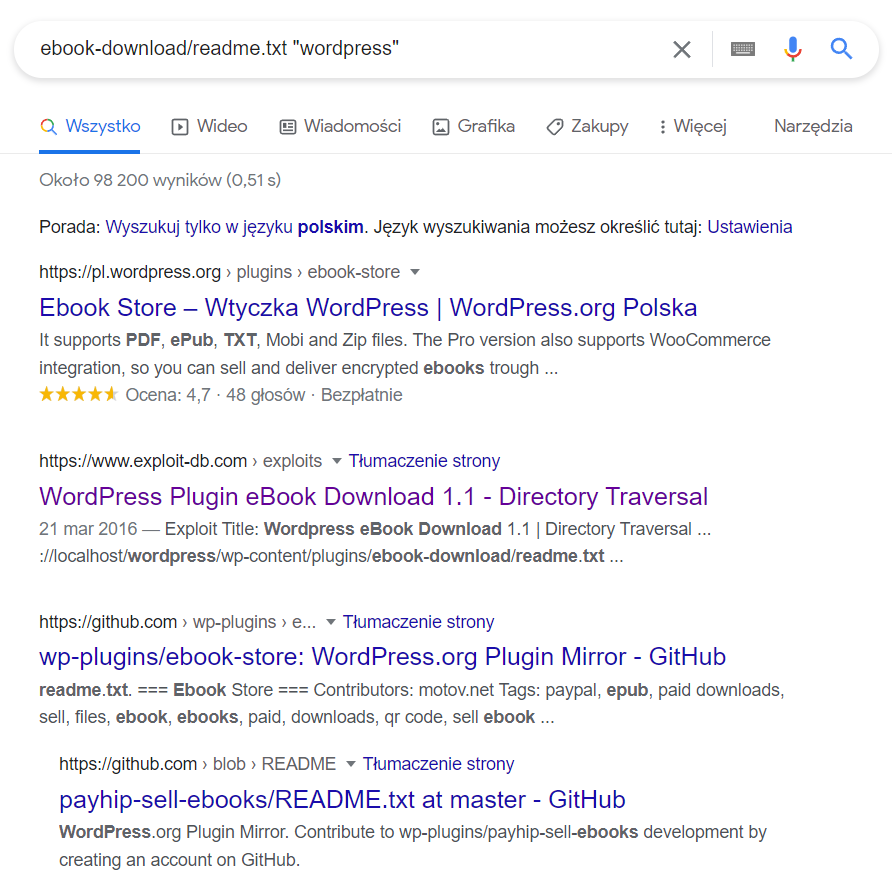 ebook-download/readme.txt "wordpress"
Wszystko Wideo Wiadomości Grafika Zakupy Więcej Narzędzia
Około 98 200 wyników (0,51 s)
Porada: Wyszukuj tylko w języku polskim. Język wyszukiwania możesz określić tutaj: Ustawienia
https://pl.wordpress.org › plugins › ebook-store
Ebook Store – Wtyczka WordPress | WordPress.org Polska
It supports PDF, ePub, TXT, Mobi and Zip files. The Pro version also supports WooCommerce
integration, so you can sell and deliver encrypted ebooks trough ...
Ocena: 4,7 · 48 głosów · Bezpłatnie
https://www.exploit-db.com › exploits Tłumaczenie strony
WordPress Plugin eBook Download 1.1 - Directory Traversal
21 mar 2016 — Exploit Title: Wordpress eBook Download 1.1 | Directory Traversal ...
://localhost/wordpress/wp-content/plugins/ebook-download/readme.txt ...
https://github.com › wp-plugins › e... Tłumaczenie strony
wp-plugins/ebook-store: WordPress.org Plugin Mirror - GitHub
readme.txt. === Ebook Store === Contributors: motov.net Tags: paypal, epub, paid downloads,
sell, files, ebook, ebooks, paid, downloads, qr code, sell ebook ...
https://github.com › blob › README Tłumaczenie strony
payhip-sell-ebooks/README.txt at master - GitHub
WordPress.org Plugin Mirror. Contribute to wp-plugins/payhip-sell-ebooks development by
creating an account on GitHub.